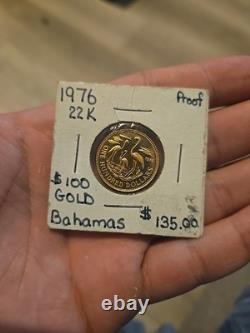 1976 Proof
22K
ONE HUNDRED DOLLARS
$100
GOLD
Bahamas $135.00